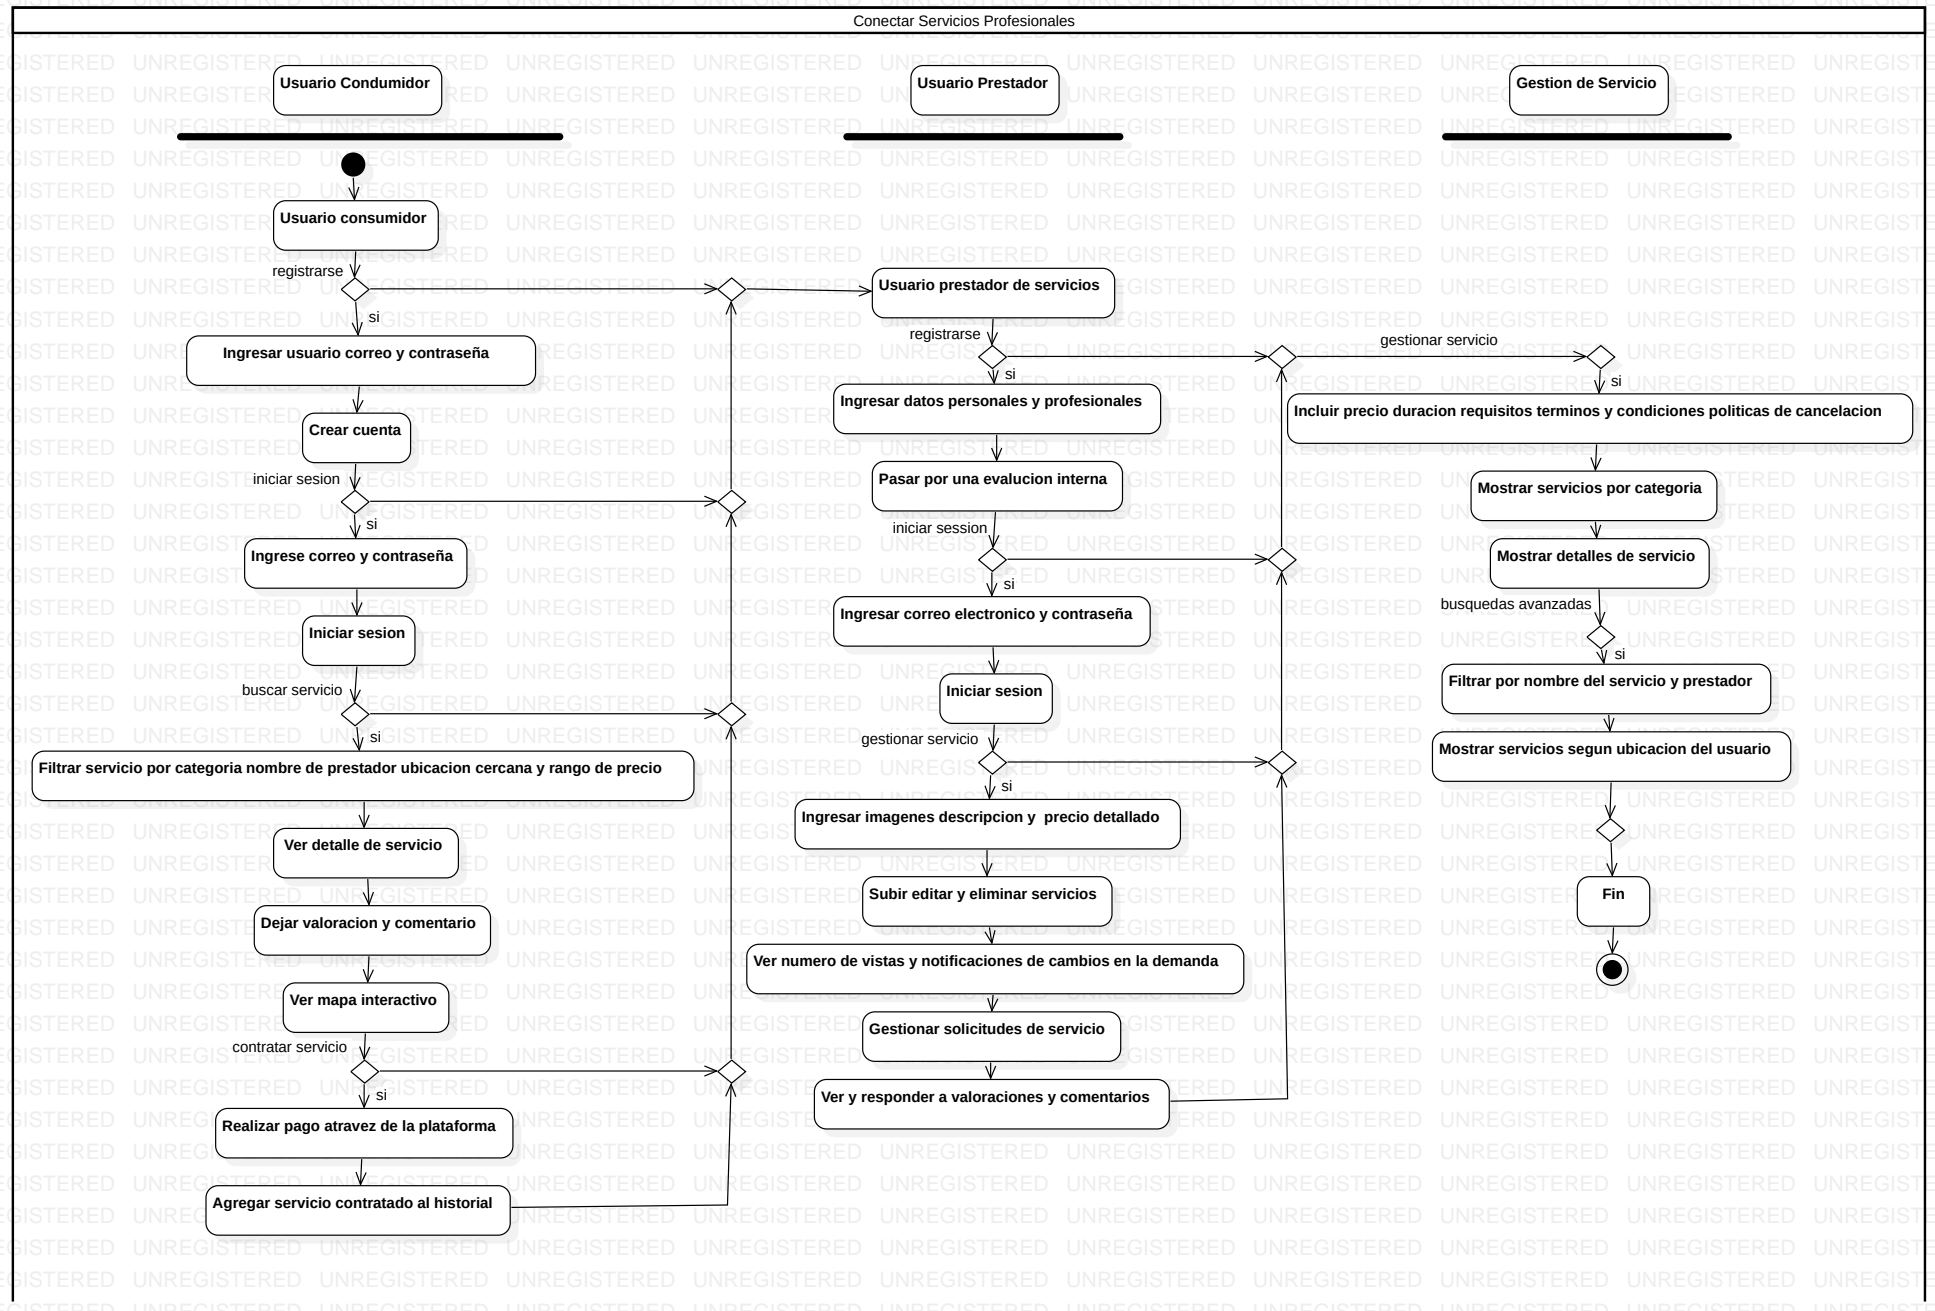 Conectar Servicios Profesionales
Usuario Condumidor
Usuario consumidor
registrarse
si
Ingresar usuario correo y contraseña
Crear cuenta
iniciar sesion
si
Ingrese correo y contraseña
Iniciar sesion
buscar servicio
si
Filtrar servicio por categoria nombre de prestador ubicacion cercana y rango de precio
Ver detalle de servicio
Dejar valoracion y comentario
Ver mapa interactivo
contratar servicio
si
Realizar pago atravez de la plataforma
Agregar servicio contratado al historial
Usuario Prestador
Usuario prestador de servicios
registrarse
si
Ingresar datos personales y profesionales
Pasar por una evalucion interna
iniciar session
si
Ingresar correo electronico y contraseña
Iniciar sesion
gestionar servicio
si
Ingresar imagenes descripcion y  precio detallado
Subir editar y eliminar servicios
Ver numero de vistas y notificaciones de cambios en la demanda
Gestionar solicitudes de servicio
Ver y responder a valoraciones y comentarios
Gestion de Servicio
gestionar servicio
si
Incluir precio duracion requisitos terminos y condiciones politicas de cancelacion
Mostrar servicios por categoria
Mostrar detalles de servicio
busquedas avanzadas
si
Filtrar por nombre del servicio y prestador
Mostrar servicios segun ubicacion del usuario
Fin
UNREGISTERED